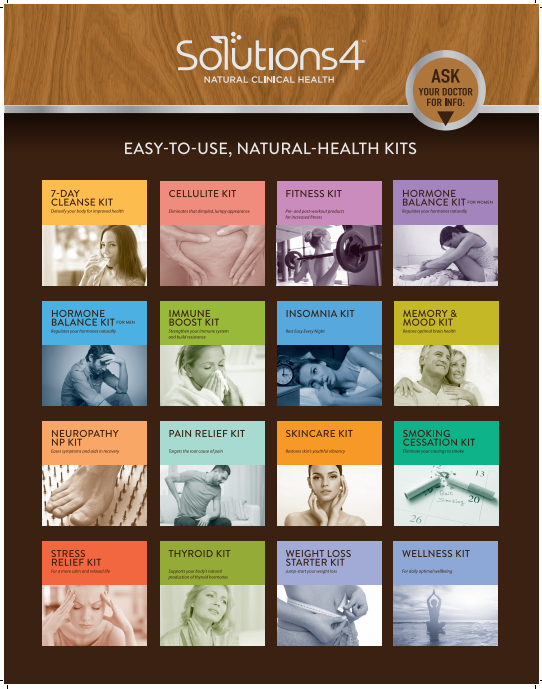 Solutions4™
NATURAL CLINICAL HEALTH
ASK
YOUR DOCTOR
FOR INFO:
EASY-TO-USE, NATURAL-HEALTH KITS
7-DAY
CLEANSE KIT
Detoxify your body for improved health
CELLULITE KIT
Eliminates that dimpled, lumpy appearance
FITNESS KIT
Pre- and post-workout products
for increased fitness
HORMONE
BALANCE KIT FOR WOMEN
Regulates your hormones naturally
HORMONE
BALANCE KIT FOR MEN
Regulates your hormones naturally
IMMUNE
BOOST KIT
Strengthen your immune system
and build resistance
INSOMNIA KIT
Rest Easy Every Night
MEMORY &
MOOD KIT
Restore optimal brain health
NEUROPATHY
NP KIT
Eases symptoms and aids in recovery
PAIN RELIEF KIT
Targets the root cause of pain
SKINCARE KIT
Restores skin's youthful vibrancy
SMOKING
CESSATION KIT
Eliminate your cravings to smoke
13
Quit
Smoking
20
26
STRESS
RELIEF KIT
For a more calm and relaxed life
THYROID KIT
Supports your body's natural
production of thyroid hormones
WEIGHT LOSS
STARTER KIT
Jump start your weight loss
WELLNESS KIT
For daily optimal wellbeing